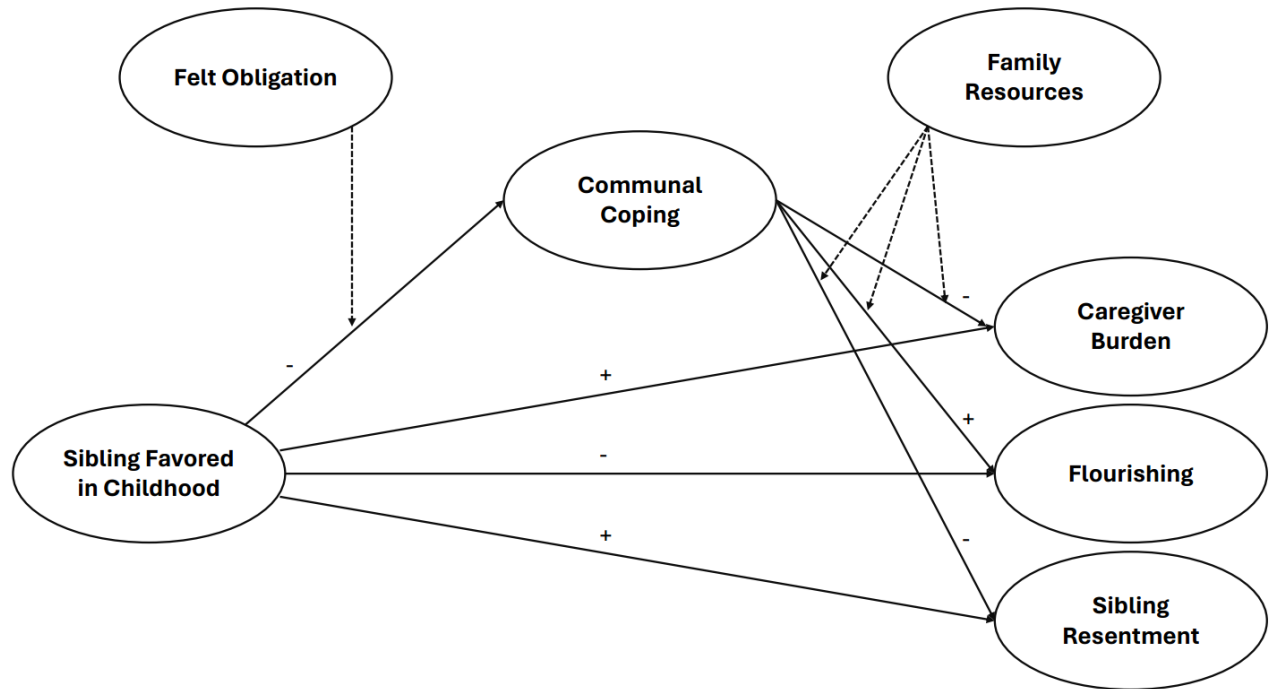 Felt Obligation
Family
Resources
Communal
Coping
-
Caregiver
Burden
-
+
+
Sibling Favored
in Childhood
-
Flourishing
+
-
Sibling
Resentment